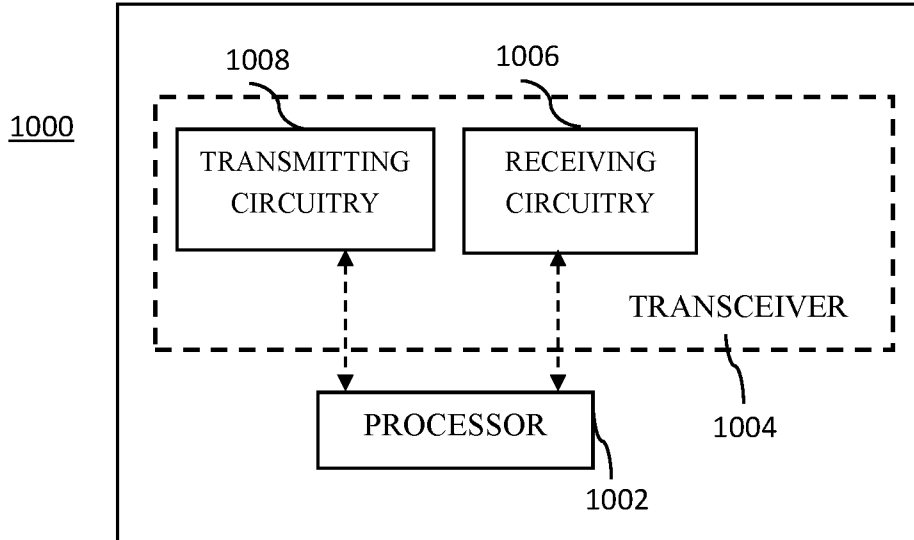 1008
1006
1000
TRANSMITTING
CIRCUITRY
RECEIVING
CIRCUITRY
TRANSCEIVER
PROCESSOR
1004
1002